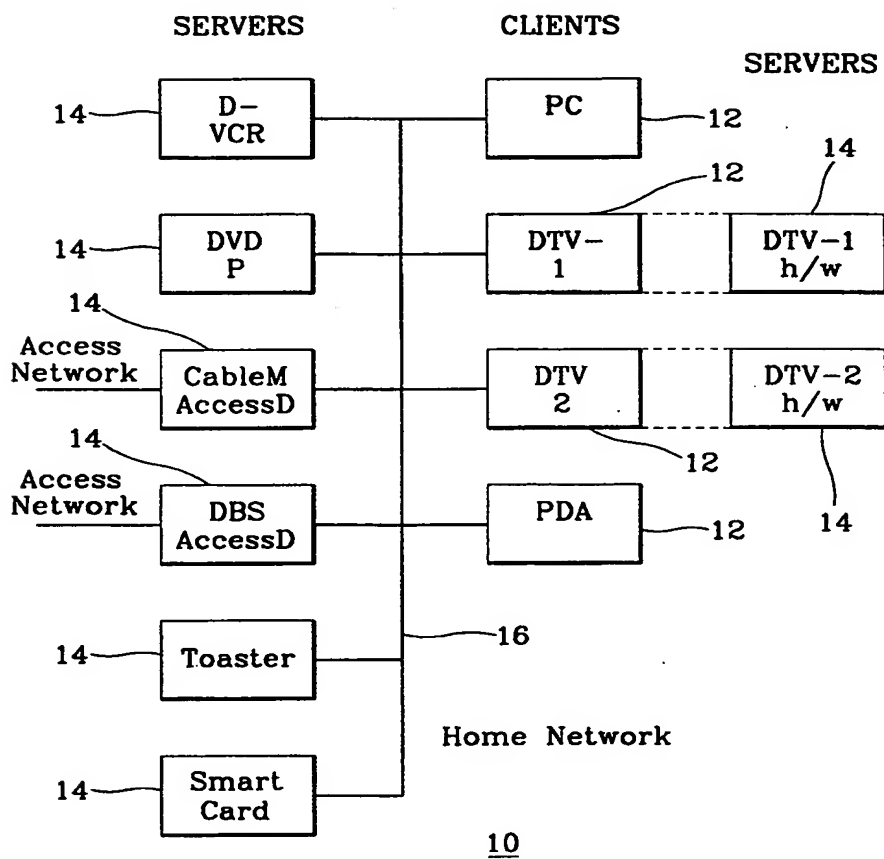 SERVERS CLIENTS
SERVERS
14 D-
VCR
PC 12
14
12
14 DVD
P
DTV-
1
DTV-1
h/w
14
Access
Network
CableM
AccessD
DTV
2
DTV-2
h/w
14
12
Access
Network
DBS
AccessD
PDA 12
14
14 Toaster
16
Home Network
14 Smart
Card
10